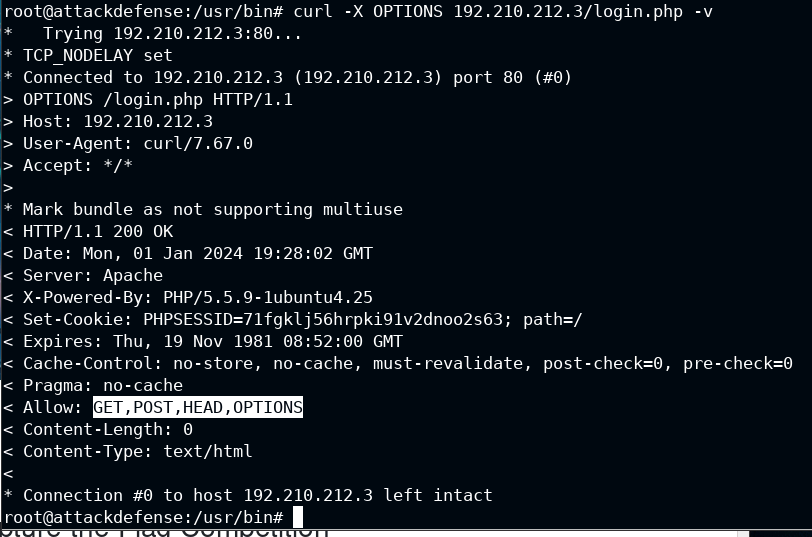 root@attackdefense:/usr/bin# curl -X OPTIONS 192.210.212.3/login.php -v
*   Trying 192.210.212.3:80...
* TCP_NODELAY set
* Connected to 192.210.212.3 (192.210.212.3) port 80 (#0)
> OPTIONS /login.php HTTP/1.1
> Host: 192.210.212.3
> User-Agent: curl/7.67.0
> Accept: */*
>
* Mark bundle as not supporting multiuse
< HTTP/1.1 200 OK
< Date: Mon, 01 Jan 2024 19:28:02 GMT
< Server: Apache
< X-Powered-By: PHP/5.5.9-1ubuntu4.25
< Set-Cookie: PHPSESSID=71fgklj56hrpki91v2dnoo2s63; path=/
< Expires: Thu, 19 Nov 1981 08:52:00 GMT
< Cache-Control: no-store, no-cache, must-revalidate, post-check=0, pre-check=0
< Pragma: no-cache
< Allow: GET,POST,HEAD,OPTIONS
< Content-Length: 0
< Content-Type: text/html
<
* Connection #0 to host 192.210.212.3 left intact
root@attackdefense:/usr/bin#
the Flag Competition